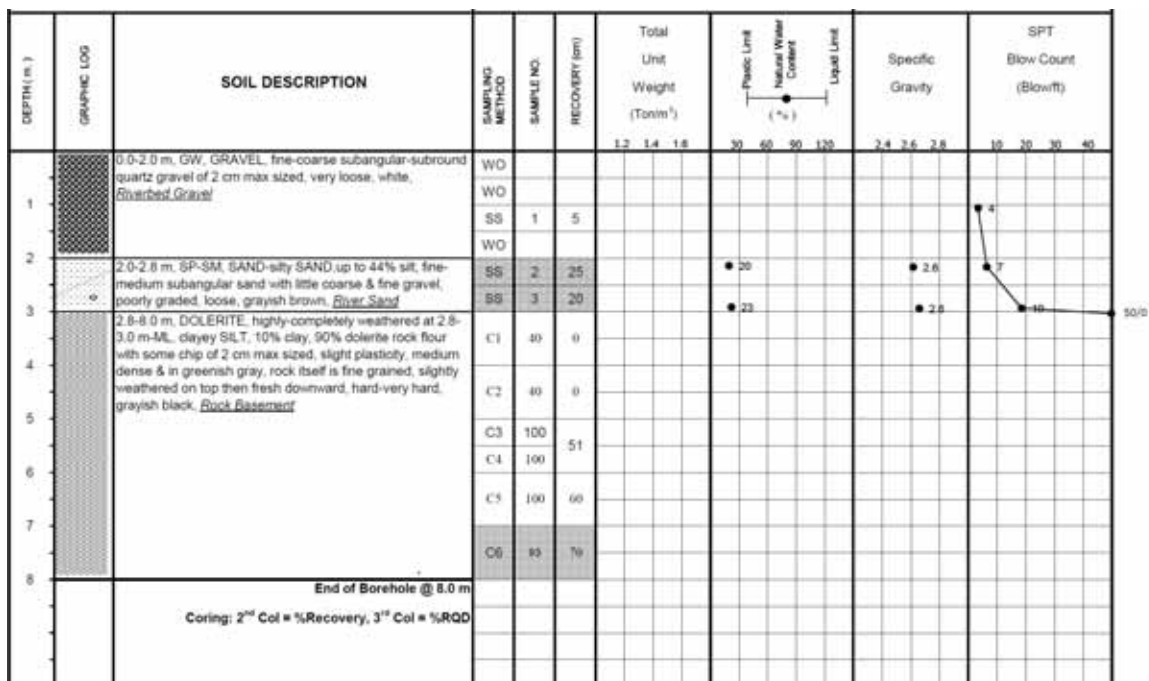 DEPTH ( m. )
GRAPHIC LOG
SOIL DESCRIPTION
SAMPLING METHOD
SAMPLE NO.
RECOVERY (cm)
Total
Unit
Weight
(Ton/m³)
1.2 1.4 1.6
Plastic Limit
Natural Water Content
Liquid Limit
( % )
30 60 90 120
Specific
Gravity
2.4 2.6 2.8
SPT
Blow Count
(Blow/ft)
10 20 30 40
0.0-2.0 m, GW, GRAVEL, fine-coarse subangular-subround
quartz gravel of 2 cm max sized, very loose, white,
Riverbed Gravel
WO
WO
1
SS 1 5
4
WO
2
2.0-2.8 m, SP-SM, SAND-silty SAND,up to 44% silt, fine-
medium subangular sand with little coarse & fine gravel,
poorly graded, loose, grayish brown, River Sand
SS 2 25
20
2.6
7
SS 3 20
23
3
50/0
2.8-8.0 m, DOLERITE, highly-completely weathered at 2.8-
3.0 m-ML, clayey SILT, 10% clay, 90% dolerite rock flour
with some chip of 2 cm max sized, slight plasticity, medium
dense & in greenish gray, rock itself is fine grained, slightly
weathered on top then fresh downward, hard-very hard,
grayish black, Rock Basement
C1 40 0
4
C2 40 0
5
C3 100
51
C4 100
6
C5 100 60
7
C6 70
8
End of Borehole @ 8.0 m
Coring: 2nd Col = %Recovery, 3rd Col = %RQD